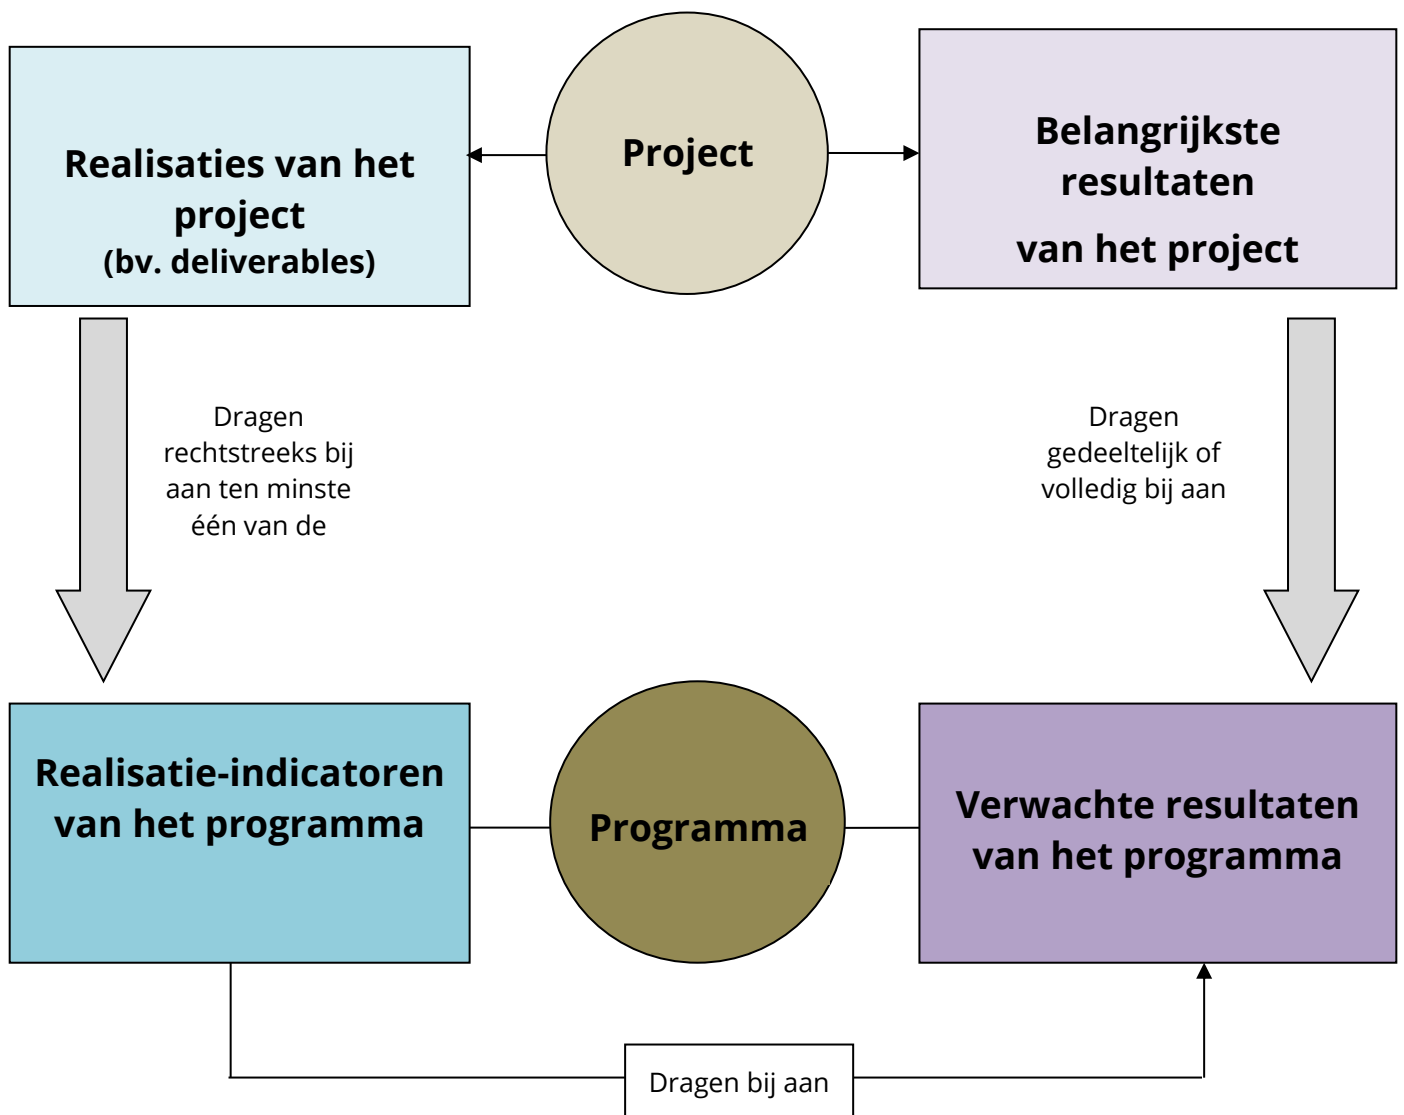 Realisaties van het
project
(bv. deliverables)
Project
Belangrijkste
resultaten
van het project
Dragen
rechtstreeks bij
aan ten minste
één van de
Dragen
gedeeltelijk of
volledig bij aan
Realisatie-indicatoren
van het programma
Programma
Verwachte resultaten
van het programma
Dragen bij aan